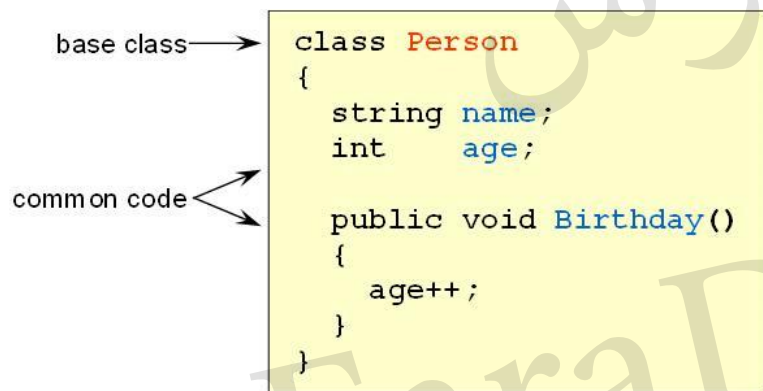 base class
class Person
{
string name;
int age;
common code
public void Birthday()
{
age++;
}
}